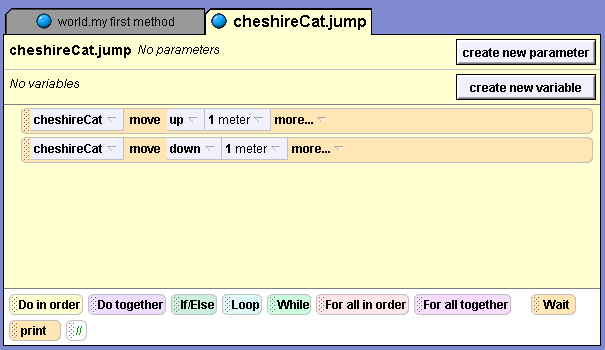 world.my first method cheshireCat.jump
cheshireCat.jump No parameters create new parameter
No variables create new variable
cheshireCat move up 1 meter more...
cheshireCat move down 1 meter more...
Do in order Do together If/Else Loop While For all in order For all together Wait
print //